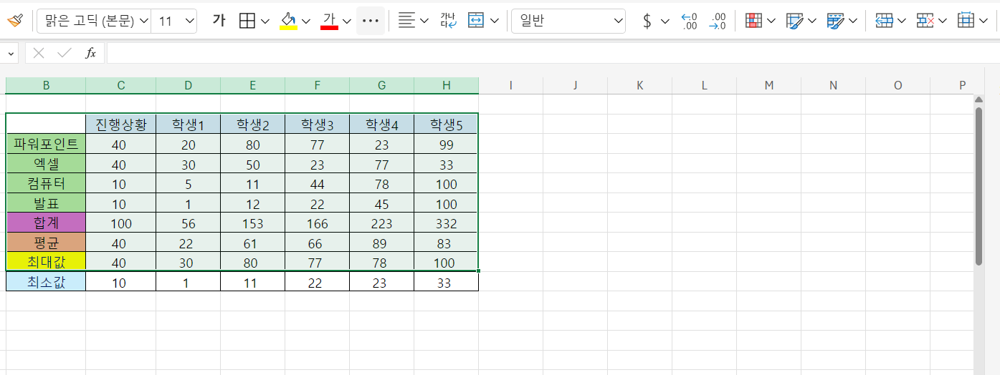 맑은 고딕 (본문) 11 가 가 ... 가나다 일반 $ .00 .00
fx
B C D E F G H I J K L M N O P
진행상황 학생1 학생2 학생3 학생4 학생5
파워포인트 40 20 80 77 23 99
엑셀 40 30 50 23 77 33
컴퓨터 10 5 11 44 78 100
발표 10 1 12 22 45 100
합계 100 56 153 166 223 332
평균 40 22 61 66 89 83
최대값 40 30 80 77 78 100
최소값 10 1 11 22 23 33